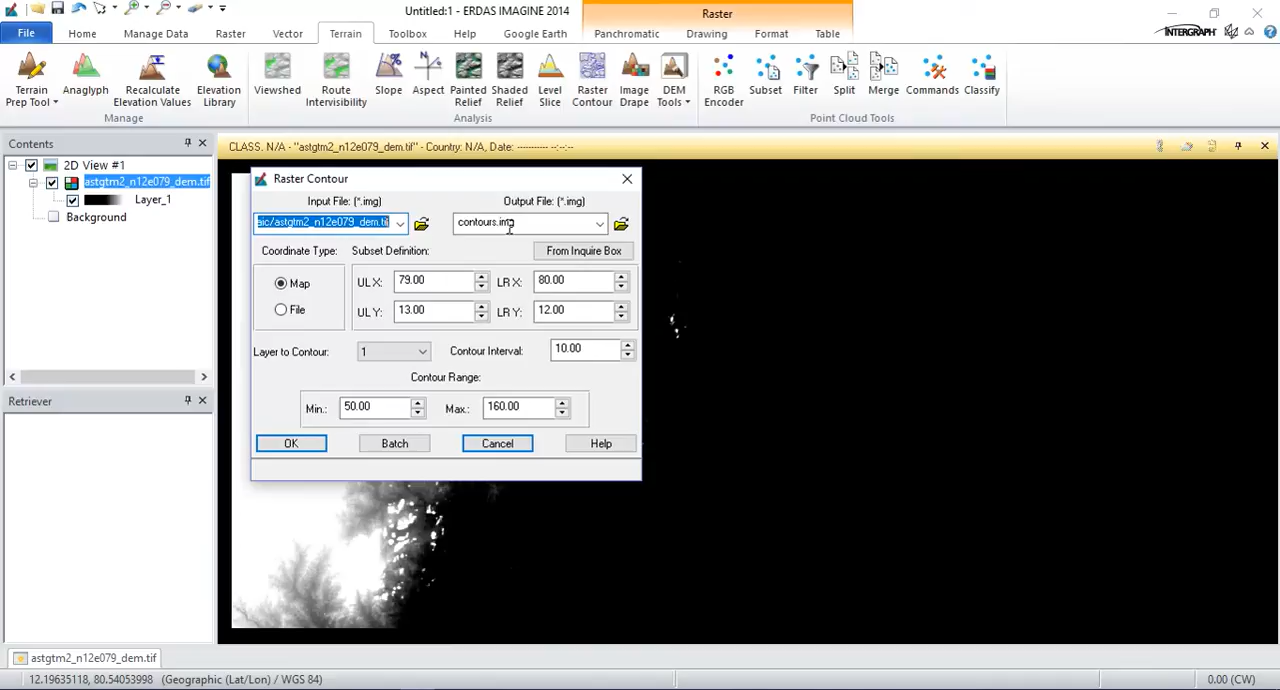 Untitled:1 - ERDAS IMAGINE 2014
Raster
File Home Manage Data Raster Vector Terrain Toolbox Help Google Earth Panchromatic Drawing Format Table
INTERGRAPH
Terrain Prep Tool
Anaglyph
Recalculate Elevation Values
Elevation Library
Viewshed
Route Intervisibility
Slope
Aspect
Painted Relief
Shaded Relief
Level Slice
Raster Contour
Image Drape
DEM Tools
RGB Encoder
Subset
Filter
Split
Merge
Commands
Classify
Manage
Analysis
Point Cloud Tools
Contents
2D View #1
astgtm2_n12e079_dem.tif
Layer_1
Background
Retriever
CLASS. N/A - "astgtm2_n12e079_dem.tif" - Country: N/A, Date: ----------- --:--:--
Raster Contour
Input File: (*.img) Output File: (*.img)
aic/astgtm2_n12e079_dem.tif contours.img
Coordinate Type: Subset Definition: From Inquire Box
Map ULX: 79.00 LRX: 80.00
File ULY: 13.00 LRY: 12.00
Layer to Contour: 1 Contour Interval: 10.00
Contour Range:
Min.: 50.00 Max.: 160.00
OK Batch Cancel Help
astgtm2_n12e079_dem.tif
12.19635118, 80.54053998 (Geographic (Lat/Lon) / WGS 84) 0.00 (CW)